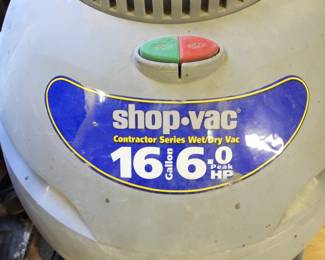 shop·vac®
Contractor Series Wet/Dry Vac
16 Gallon 6.0 Peak HP